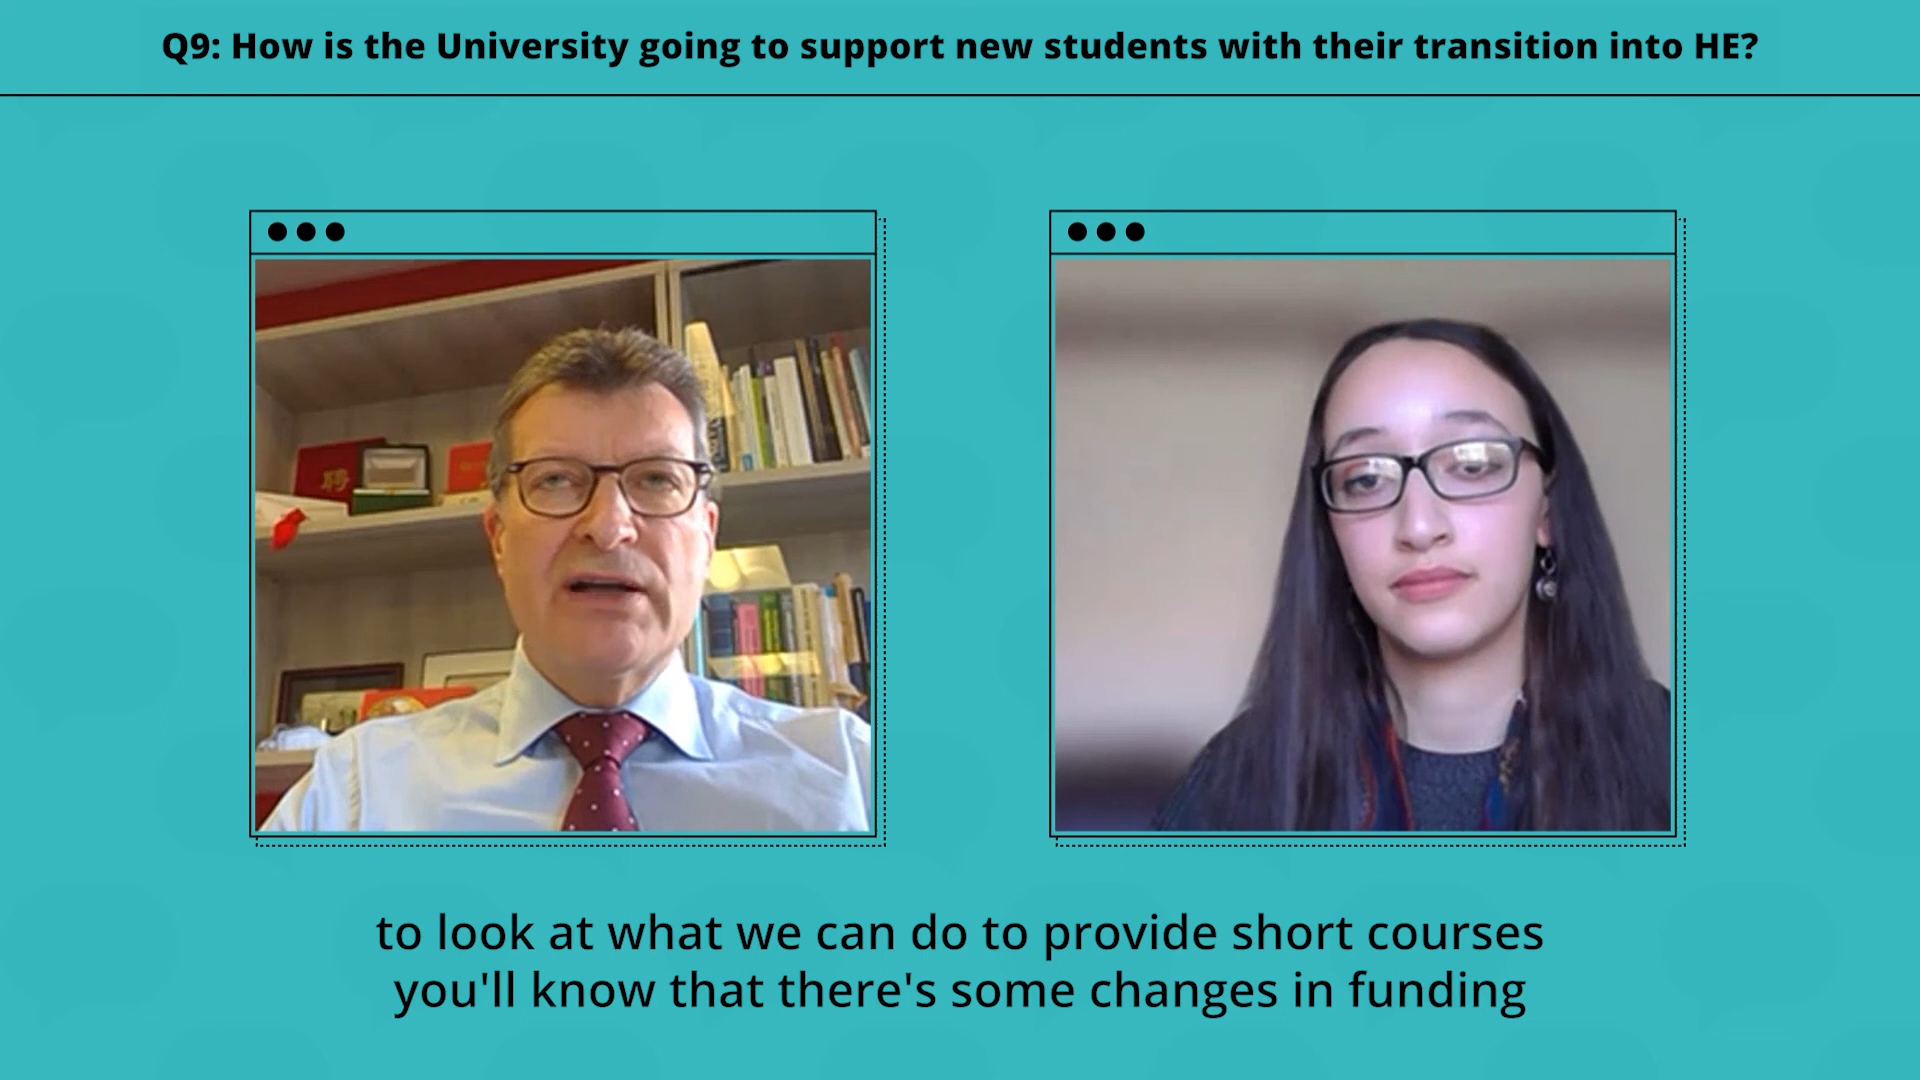 Q9: How is the University going to support new students with their transition into HE?
聘
to look at what we can do to provide short courses
you'll know that there's some changes in funding